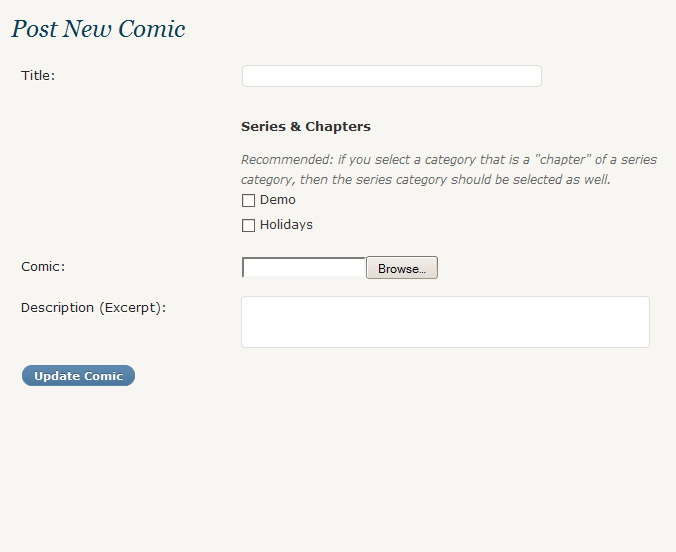 Post New Comic
Title:
Series & Chapters
Recommended: if you select a category that is a "chapter" of a series
category, then the series category should be selected as well.
Demo
Holidays
Comic:
Browse...
Description (Excerpt):
Update Comic